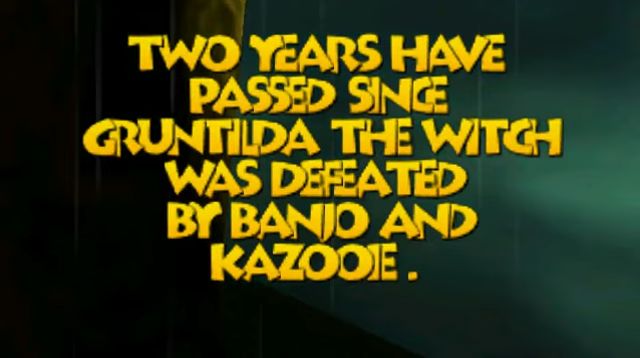 TWO YEARS HAVE
PASSED SINCE
GRUNTILDA THE WITCH
WAS DEFEATED
BY BANJO AND
KAZOOIE .